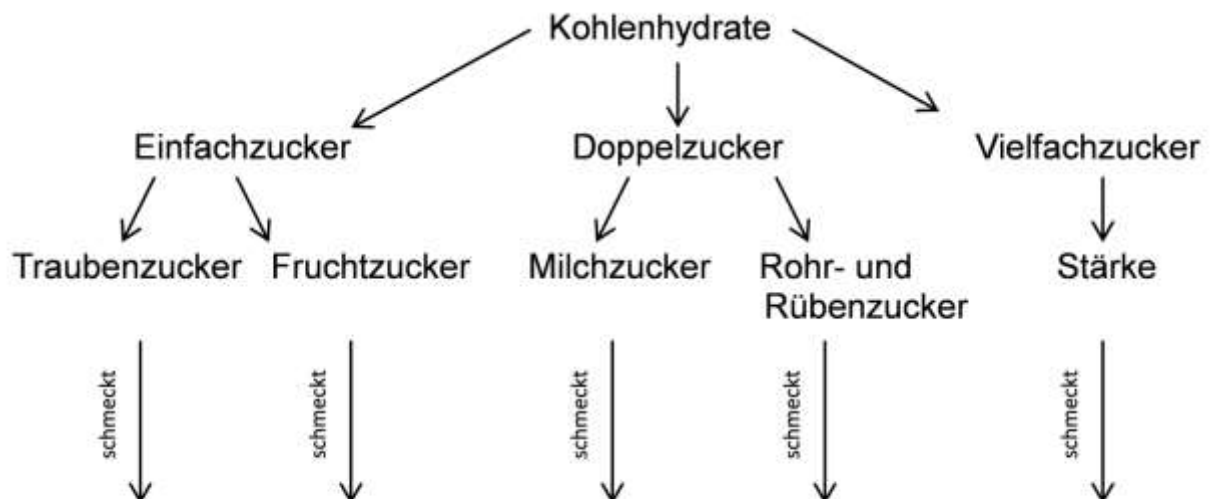 Kohlenhydrate
Einfachzucker Doppelzucker Vielfachzucker
Traubenzucker Fruchtzucker Milchzucker Rohr- und Stärke
Rübenzucker
schmeckt schmeckt schmeckt schmeckt schmeckt